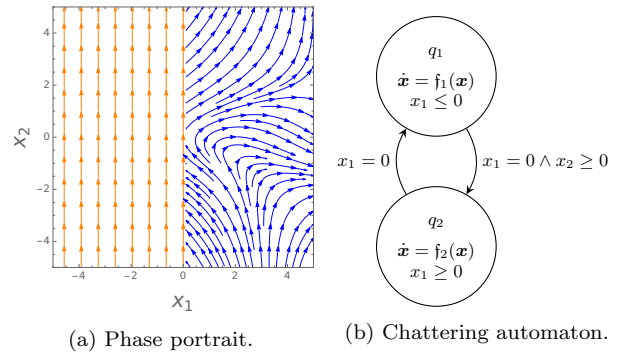 4
2
0
−2
−4
x₂
−4
−2
0
2
4
x₁
(a) Phase portrait.
q₁
ẋ = 𝔣₁(x)
x₁ ≤ 0
x₁ = 0
x₁ = 0 ∧ x₂ ≥ 0
q₂
ẋ = 𝔣₂(x)
x₁ ≥ 0
(b) Chattering automaton.